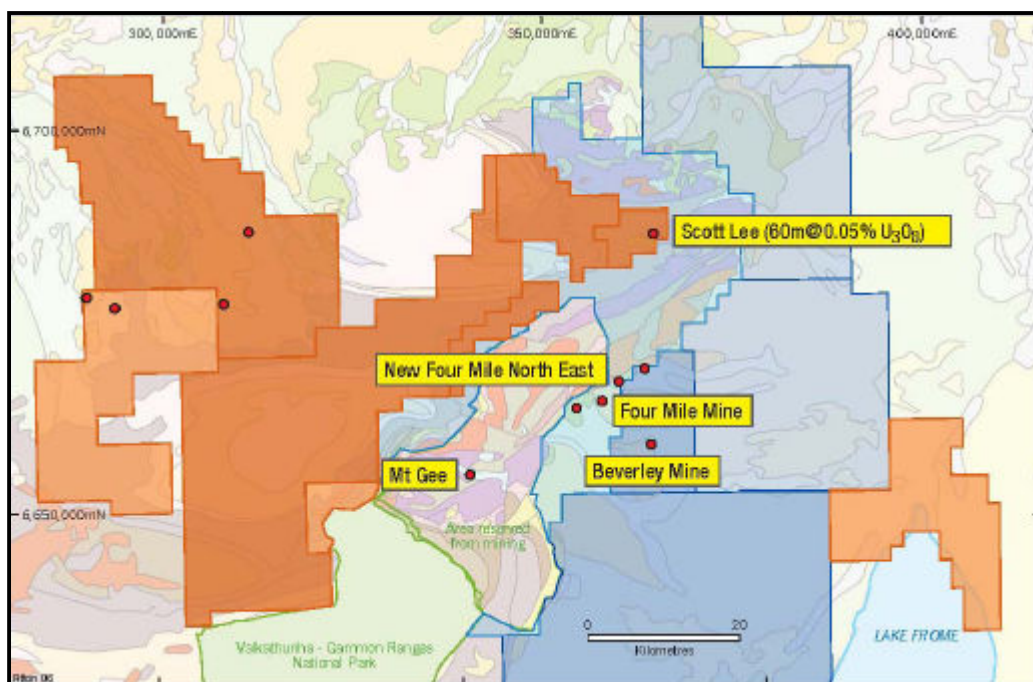 300,000mE
350,000mE
400,000mE
6,700,000mN
Scott Lee (60m@0.05% U₃O₈)
New Four Mile North East
Four Mile Mine
Mt Gee
Beverley Mine
6,650,000mN
Area reserved
from mining
0
20
Kilometres
LAKE FROME
Gammon Ranges
National Park